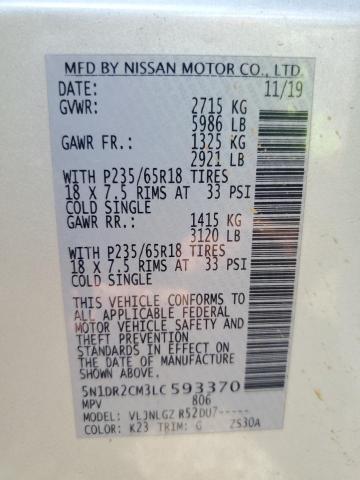 MFD BY NISSAN MOTOR CO., LTD.
DATE: 11/19
GVWR: 2715 KG
5986 LB
GAWR FR.: 1325 KG
2921 LB
WITH P235/65R18 TIRES
18 X 7.5 RIMS AT 33 PSI
COLD SINGLE
GAWR RR.: 1415 KG
3120 LB
WITH P235/65R18 TIRES
18 X 7.5 RIMS AT 33 PSI
COLD SINGLE
THIS VEHICLE CONFORMS TO
ALL APPLICABLE FEDERAL
MOTOR VEHICLE SAFETY AND
THEFT PREVENTION
STANDARDS IN EFFECT ON
THE DATE OF MANUFACTURE
SHOWN ABOVE.
5N1DR2CM3LC593370
MPV 806
MODEL: VLJNLGZ R52DU7-----
COLOR: K23 TRIM: G ZS30A